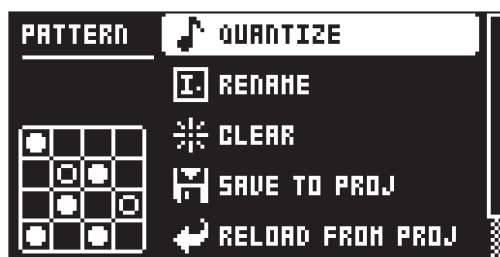 PATTERN
QUANTIZE
RENAME
CLEAR
SAVE TO PROJ
RELOAD FROM PROJ